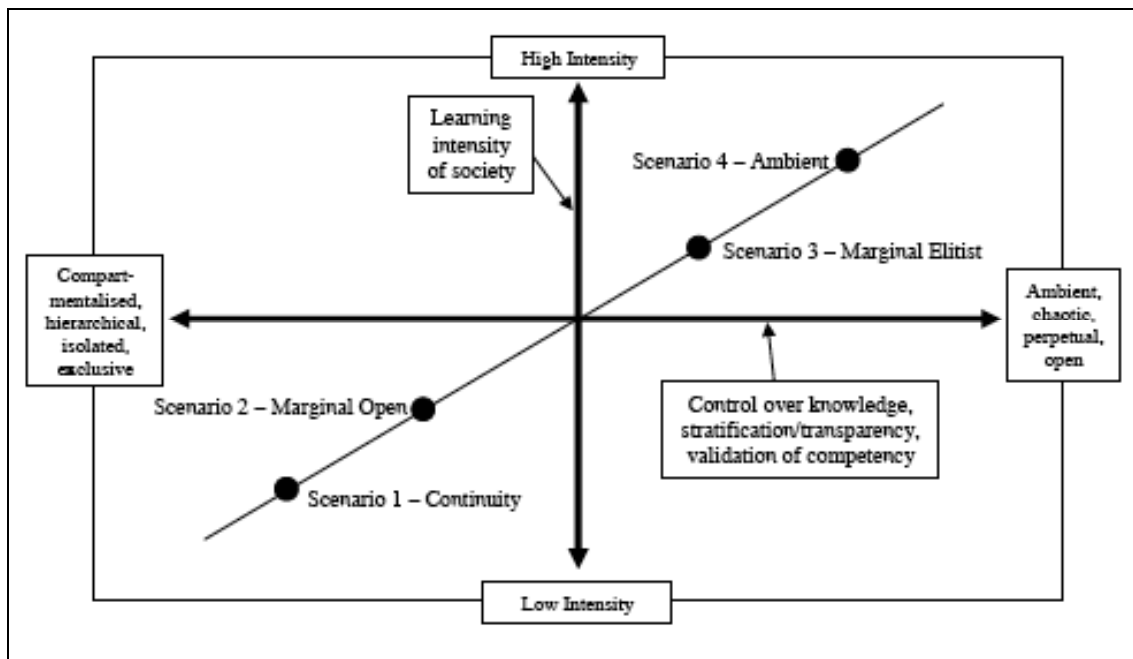 High Intensity
Learning
intensity
of society
Scenario 4 – Ambient
Scenario 3 – Marginal Elitist
Compart-
mentalised,
hierarchical,
isolated,
exclusive
Ambient,
chaotic,
perpetual,
open
Scenario 2 – Marginal Open
Control over knowledge,
stratification/transparency,
validation of competency
Scenario 1 – Continuity
Low Intensity